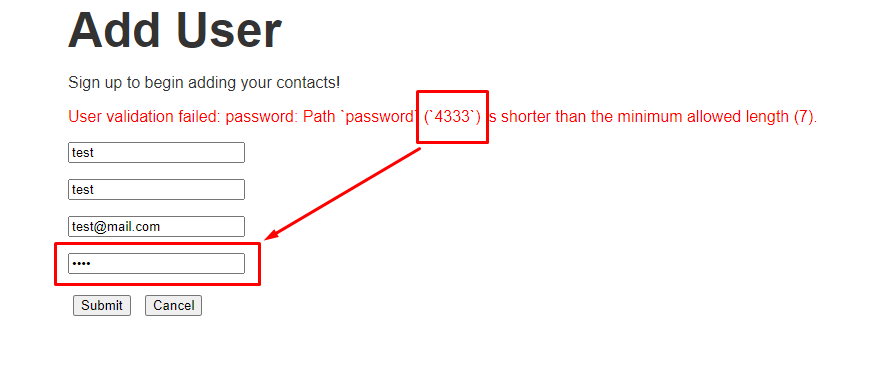 Add User
Sign up to begin adding your contacts!
User validation failed: password: Path `password` (`4333`) is shorter than the minimum allowed length (7).
test
test
test@mail.com
••••
Submit Cancel